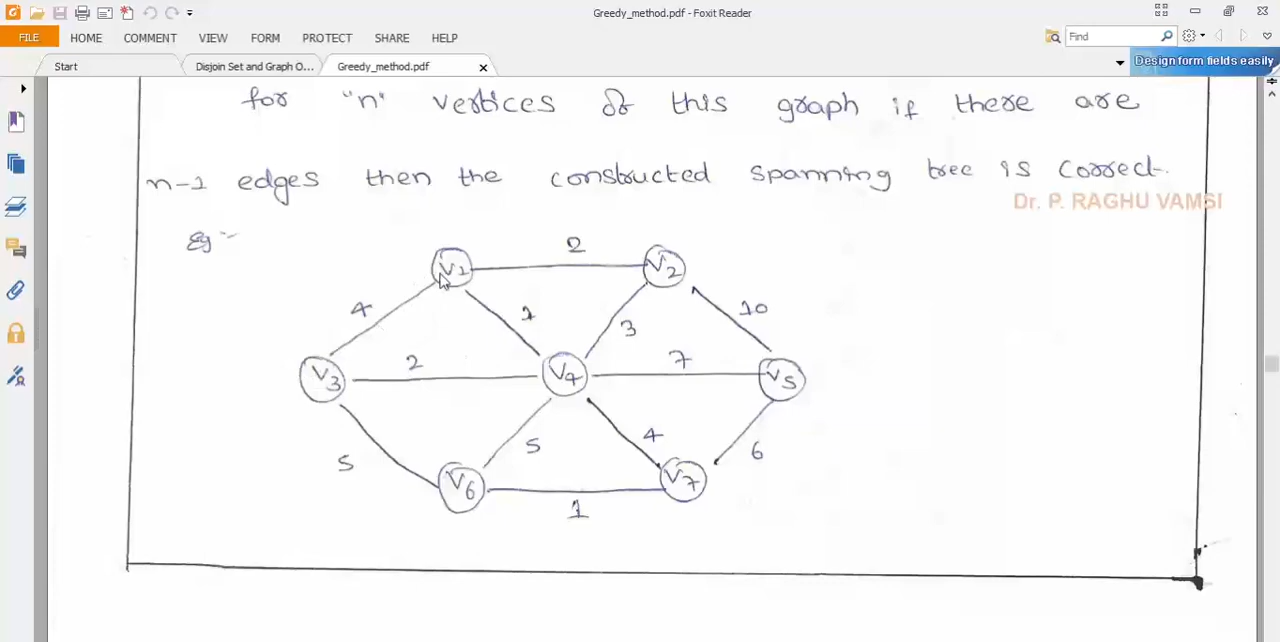 Greedy_method.pdf - Foxit Reader
FILE HOME COMMENT VIEW FORM PROTECT SHARE HELP
Find
Start Disjoin Set and Graph O... Greedy_method.pdf
Design form fields easily
for "n" vertices of this graph if there are
n-1 edges then the constructed spanning tree is correct.
Dr. P. RAGHU VAMSI
Eg :-
2
V1 V2
4 1 3 10
2 7
V3 V4 V5
5 5 4 6
V6 V7
1